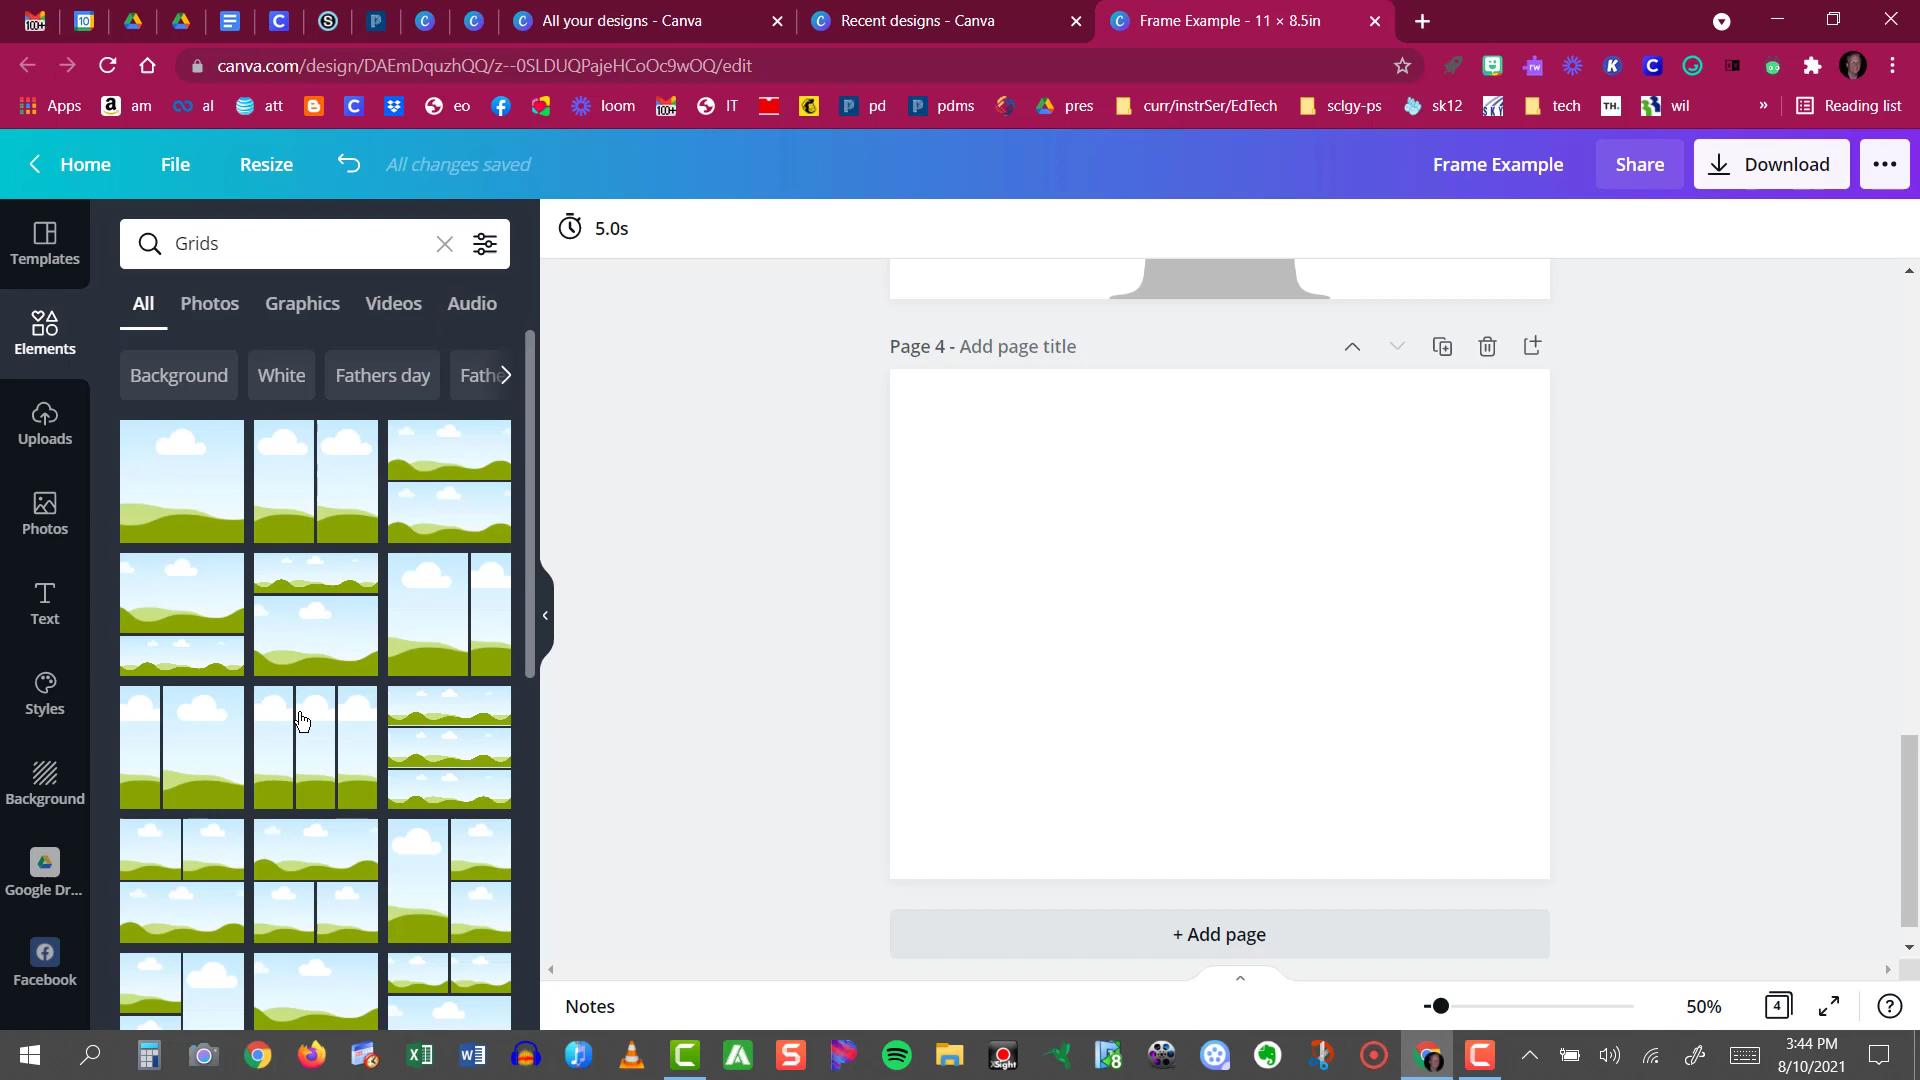 All your designs - Canva
Recent designs - Canva
Frame Example - 11 × 8.5in
canva.com/design/DAEmDquzhQQ/z--0SLDUQPajeHCoOc9wOQ/edit
Apps am al att eo loom IT pd pdms pres curr/instrSer/EdTech sclgy-ps sk12 tech TH. wil » Reading list
Home File Resize All changes saved Frame Example Share Download
5.0s
Grids
All Photos Graphics Videos Audio
Background White Fathers day Fathe
Templates
Elements
Uploads
Photos
Text
Styles
Background
Google Dr...
Facebook
Page 4 - Add page title
+ Add page
Notes
50%
4
3:44 PM
8/10/2021